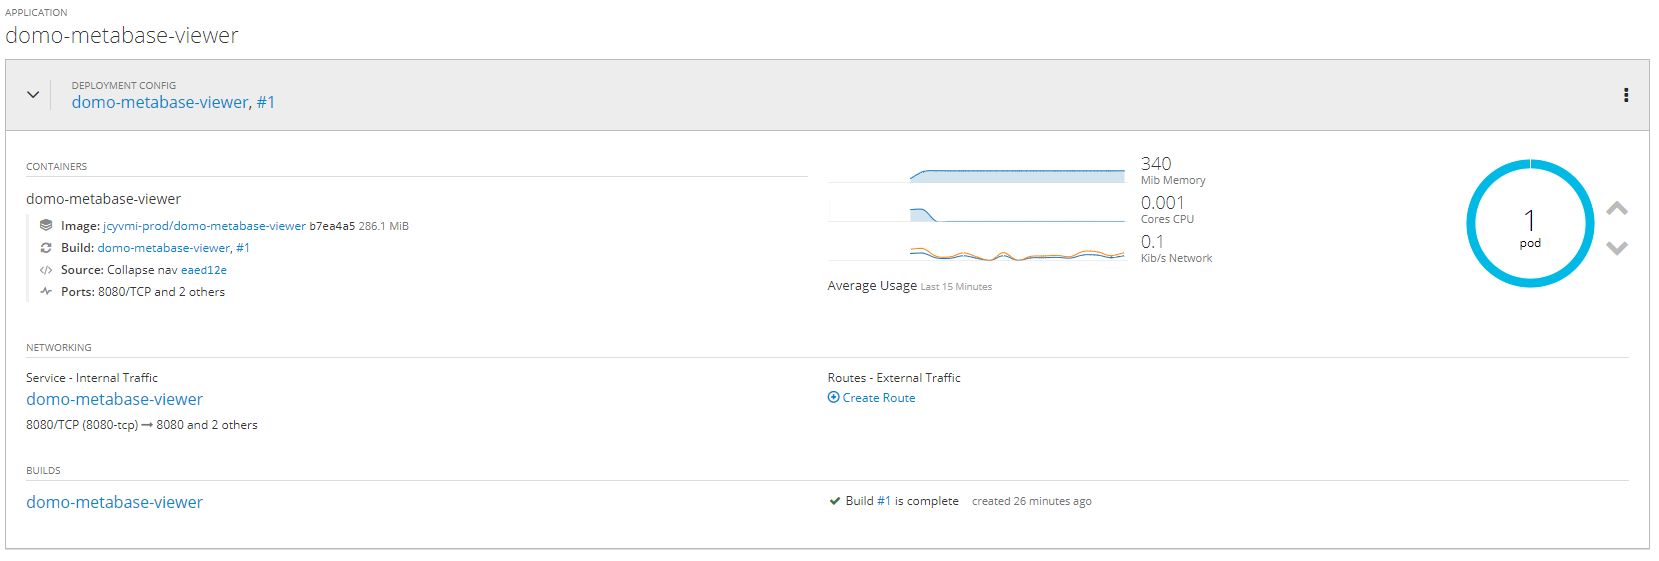 APPLICATION
domo-metabase-viewer
DEPLOYMENT CONFIG
domo-metabase-viewer, #1
CONTAINERS
domo-metabase-viewer
Image: jcyvmi-prod/domo-metabase-viewer b7ea4a5 286.1 MiB
Build: domo-metabase-viewer, #1
Source: Collapse nav eaed12e
Ports: 8080/TCP and 2 others
340
Mib Memory
0.001
Cores CPU
0.1
Kib/s Network
Average Usage Last 15 Minutes
1
pod
NETWORKING
Service - Internal Traffic
domo-metabase-viewer
8080/TCP (8080-tcp) → 8080 and 2 others
Routes - External Traffic
Create Route
BUILDS
domo-metabase-viewer
Build #1 is complete created 26 minutes ago